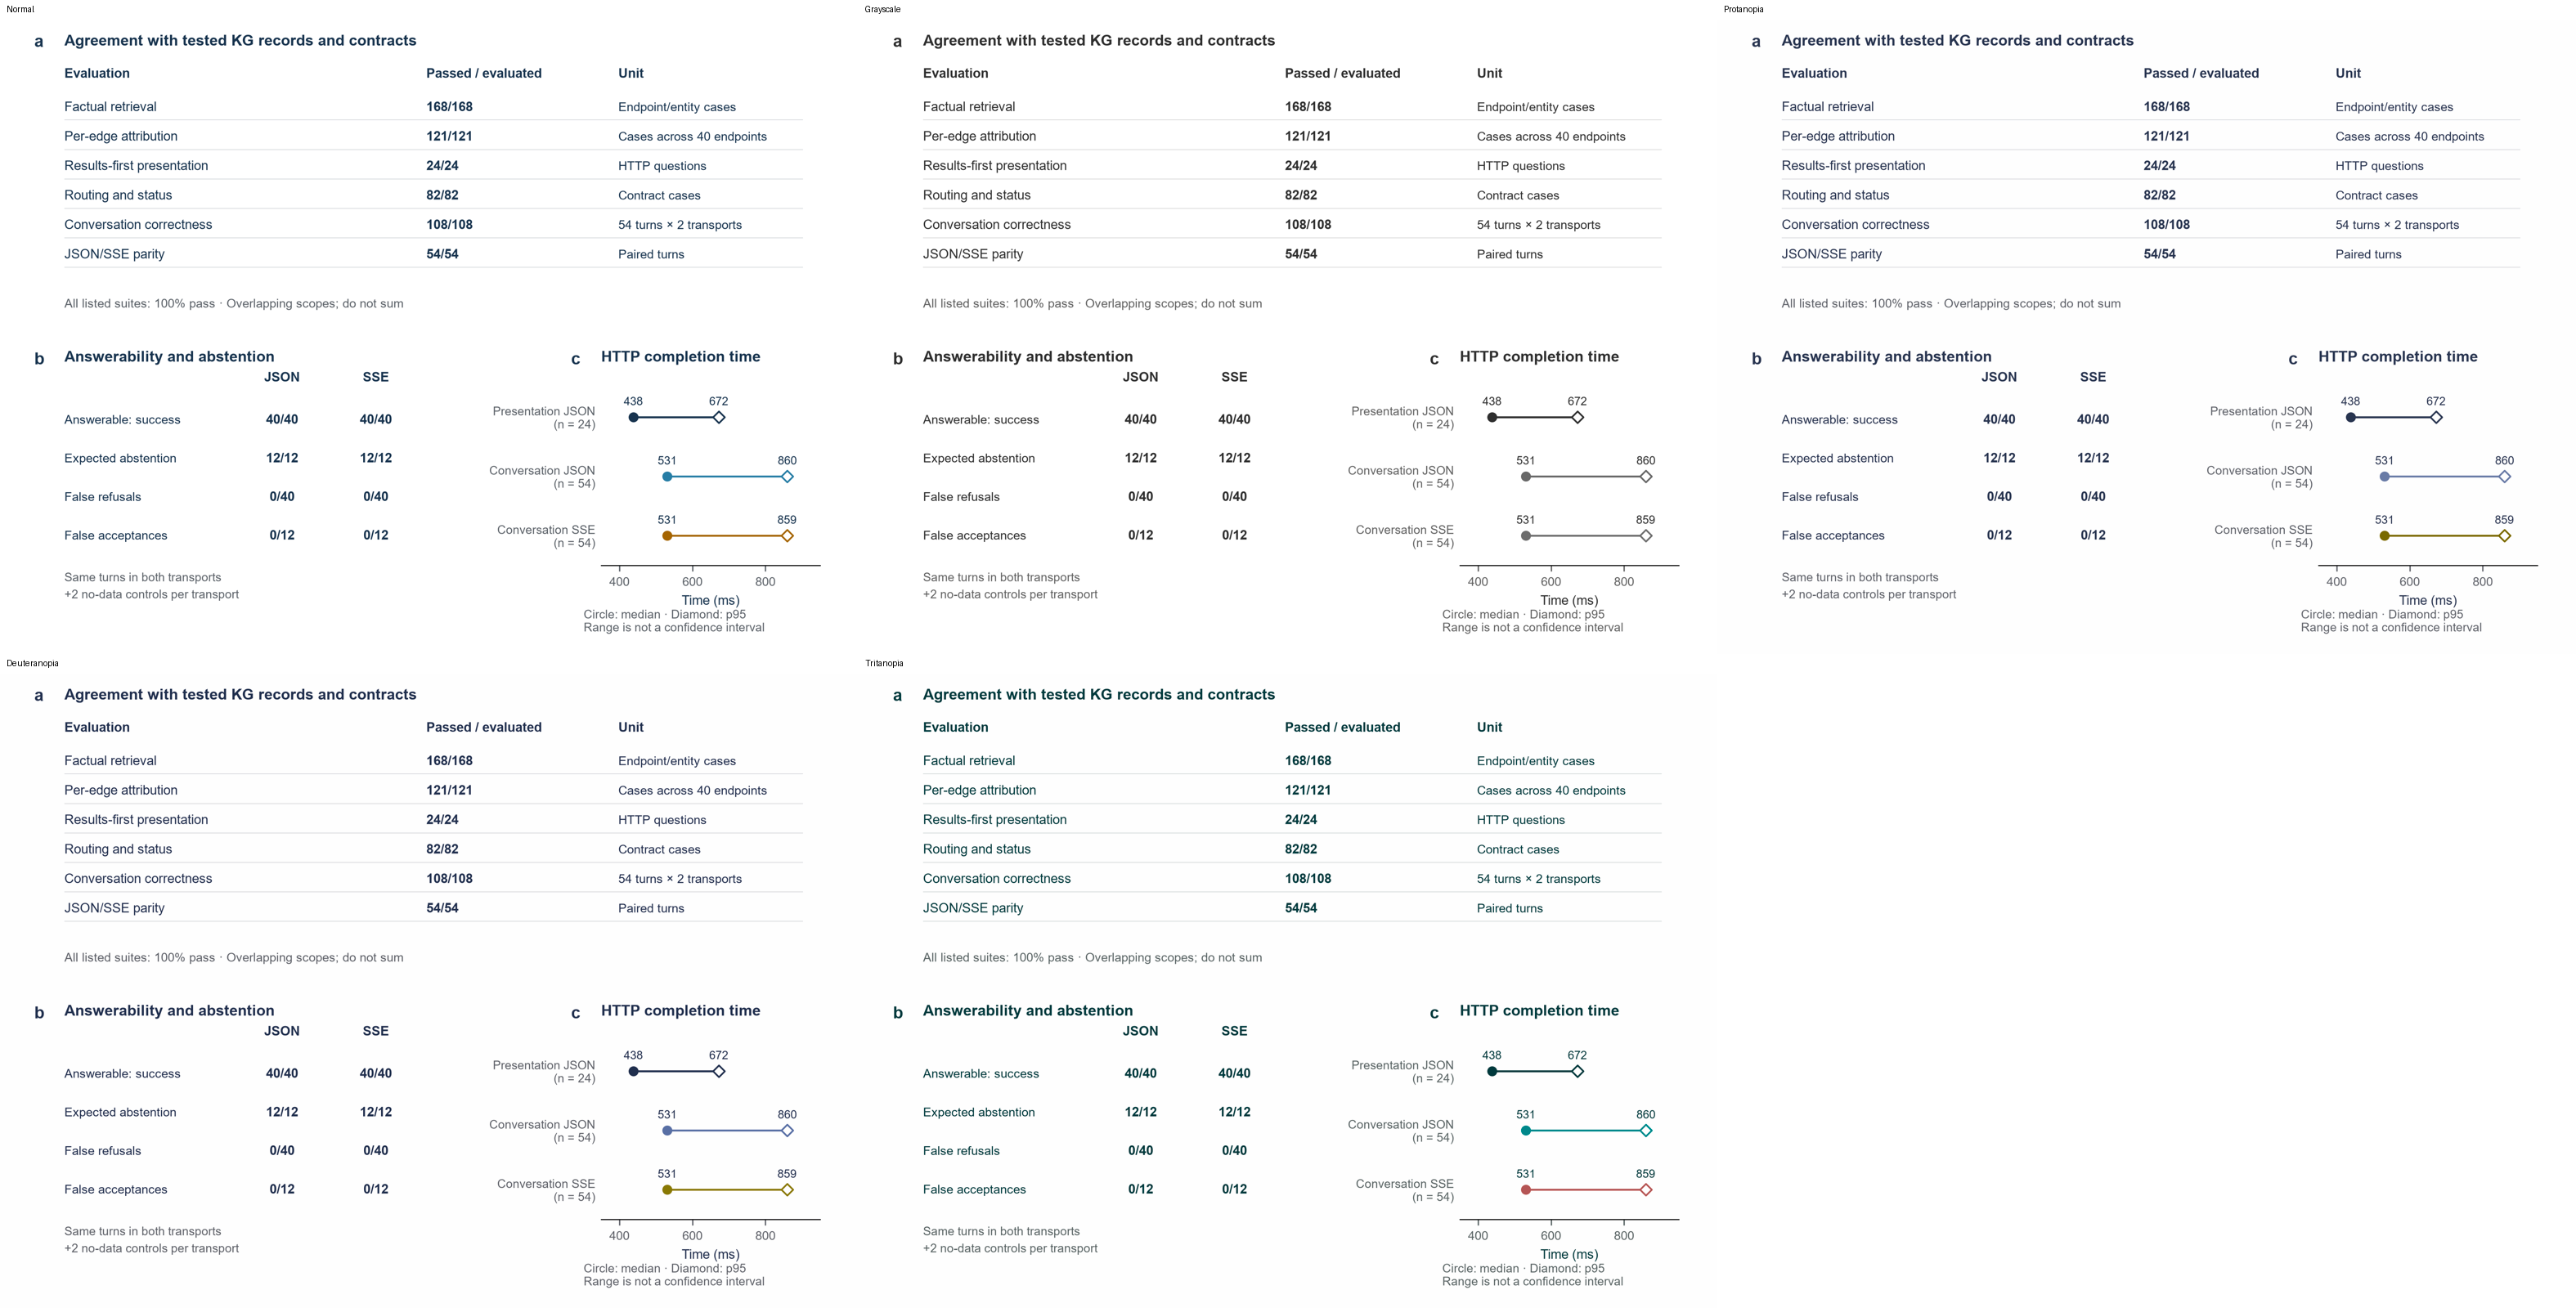 Normal
a Agreement with tested KG records and contracts
Evaluation Passed / evaluated Unit
Factual retrieval 168/168 Endpoint/entity cases
Per-edge attribution 121/121 Cases across 40 endpoints
Results-first presentation 24/24 HTTP questions
Routing and status 82/82 Contract cases
Conversation correctness 108/108 54 turns × 2 transports
JSON/SSE parity 54/54 Paired turns
All listed suites: 100% pass · Overlapping scopes; do not sum
b Answerability and abstention
JSON SSE
Answerable: success 40/40 40/40
Expected abstention 12/12 12/12
False refusals 0/40 0/40
False acceptances 0/12 0/12
Same turns in both transports
+2 no-data controls per transport
c HTTP completion time
438 672
Presentation JSON
(n = 24)
531 860
Conversation JSON
(n = 54)
531 859
Conversation SSE
(n = 54)
400 600 800
Time (ms)
Circle: median · Diamond: p95
Range is not a confidence interval
Grayscale
a Agreement with tested KG records and contracts
Evaluation Passed / evaluated Unit
Factual retrieval 168/168 Endpoint/entity cases
Per-edge attribution 121/121 Cases across 40 endpoints
Results-first presentation 24/24 HTTP questions
Routing and status 82/82 Contract cases
Conversation correctness 108/108 54 turns × 2 transports
JSON/SSE parity 54/54 Paired turns
All listed suites: 100% pass · Overlapping scopes; do not sum
b Answerability and abstention
JSON SSE
Answerable: success 40/40 40/40
Expected abstention 12/12 12/12
False refusals 0/40 0/40
False acceptances 0/12 0/12
Same turns in both transports
+2 no-data controls per transport
c HTTP completion time
438 672
Presentation JSON
(n = 24)
531 860
Conversation JSON
(n = 54)
531 859
Conversation SSE
(n = 54)
400 600 800
Time (ms)
Circle: median · Diamond: p95
Range is not a confidence interval
Protanopia
a Agreement with tested KG records and contracts
Evaluation Passed / evaluated Unit
Factual retrieval 168/168 Endpoint/entity cases
Per-edge attribution 121/121 Cases across 40 endpoints
Results-first presentation 24/24 HTTP questions
Routing and status 82/82 Contract cases
Conversation correctness 108/108 54 turns × 2 transports
JSON/SSE parity 54/54 Paired turns
All listed suites: 100% pass · Overlapping scopes; do not sum
b Answerability and abstention
JSON SSE
Answerable: success 40/40 40/40
Expected abstention 12/12 12/12
False refusals 0/40 0/40
False acceptances 0/12 0/12
Same turns in both transports
+2 no-data controls per transport
c HTTP completion time
438 672
Presentation JSON
(n = 24)
531 860
Conversation JSON
(n = 54)
531 859
Conversation SSE
(n = 54)
400 600 800
Time (ms)
Circle: median · Diamond: p95
Range is not a confidence interval
Deuteranopia
a Agreement with tested KG records and contracts
Evaluation Passed / evaluated Unit
Factual retrieval 168/168 Endpoint/entity cases
Per-edge attribution 121/121 Cases across 40 endpoints
Results-first presentation 24/24 HTTP questions
Routing and status 82/82 Contract cases
Conversation correctness 108/108 54 turns × 2 transports
JSON/SSE parity 54/54 Paired turns
All listed suites: 100% pass · Overlapping scopes; do not sum
b Answerability and abstention
JSON SSE
Answerable: success 40/40 40/40
Expected abstention 12/12 12/12
False refusals 0/40 0/40
False acceptances 0/12 0/12
Same turns in both transports
+2 no-data controls per transport
c HTTP completion time
438 672
Presentation JSON
(n = 24)
531 860
Conversation JSON
(n = 54)
531 859
Conversation SSE
(n = 54)
400 600 800
Time (ms)
Circle: median · Diamond: p95
Range is not a confidence interval
Tritanopia
a Agreement with tested KG records and contracts
Evaluation Passed / evaluated Unit
Factual retrieval 168/168 Endpoint/entity cases
Per-edge attribution 121/121 Cases across 40 endpoints
Results-first presentation 24/24 HTTP questions
Routing and status 82/82 Contract cases
Conversation correctness 108/108 54 turns × 2 transports
JSON/SSE parity 54/54 Paired turns
All listed suites: 100% pass · Overlapping scopes; do not sum
b Answerability and abstention
JSON SSE
Answerable: success 40/40 40/40
Expected abstention 12/12 12/12
False refusals 0/40 0/40
False acceptances 0/12 0/12
Same turns in both transports
+2 no-data controls per transport
c HTTP completion time
438 672
Presentation JSON
(n = 24)
531 860
Conversation JSON
(n = 54)
531 859
Conversation SSE
(n = 54)
400 600 800
Time (ms)
Circle: median · Diamond: p95
Range is not a confidence interval